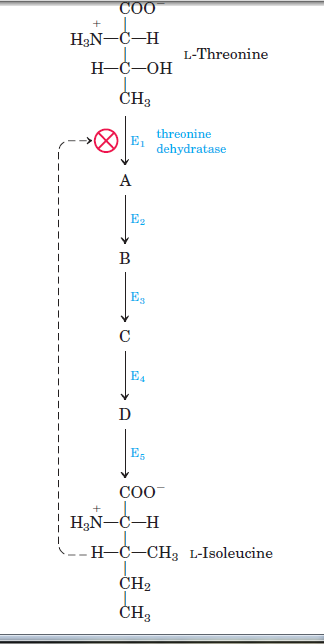 COO⁻
+
H₃N—C—H
L-Threonine
H—C—OH
CH₃
E₁ threonine
dehydratase
A
E₂
B
E₃
C
E₄
D
E₅
COO⁻
+
H₃N—C—H
H—C—CH₃ L-Isoleucine
CH₂
CH₃